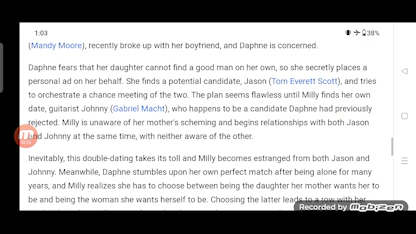 1:03
38%
(Mandy Moore), recently broke up with her boyfriend, and Daphne is concerned.
Daphne fears that her daughter cannot find a good man on her own, so she secretly places a
personal ad on her behalf. She finds a potential candidate, Jason (Tom Everett Scott), and tries
to orchestrate a chance meeting of the two. The plan seems flawless until Milly finds her own
date, guitarist Johnny (Gabriel Macht), who happens to be a candidate Daphne had previously
rejected. Milly is unaware of her mother's scheming and begins relationships with both Jason
and Johnny at the same time, with neither aware of the other.
Inevitably, this double-dating takes its toll and Milly becomes estranged from both Jason and
Johnny. Meanwhile, Daphne stumbles upon her own perfect match after being alone for many
years, and Milly realizes she has to choose between being the daughter her mother wants her to
be and being the woman she wants herself to be. Choosing the latter leads to a row with her
Recorded by MOBIZEN